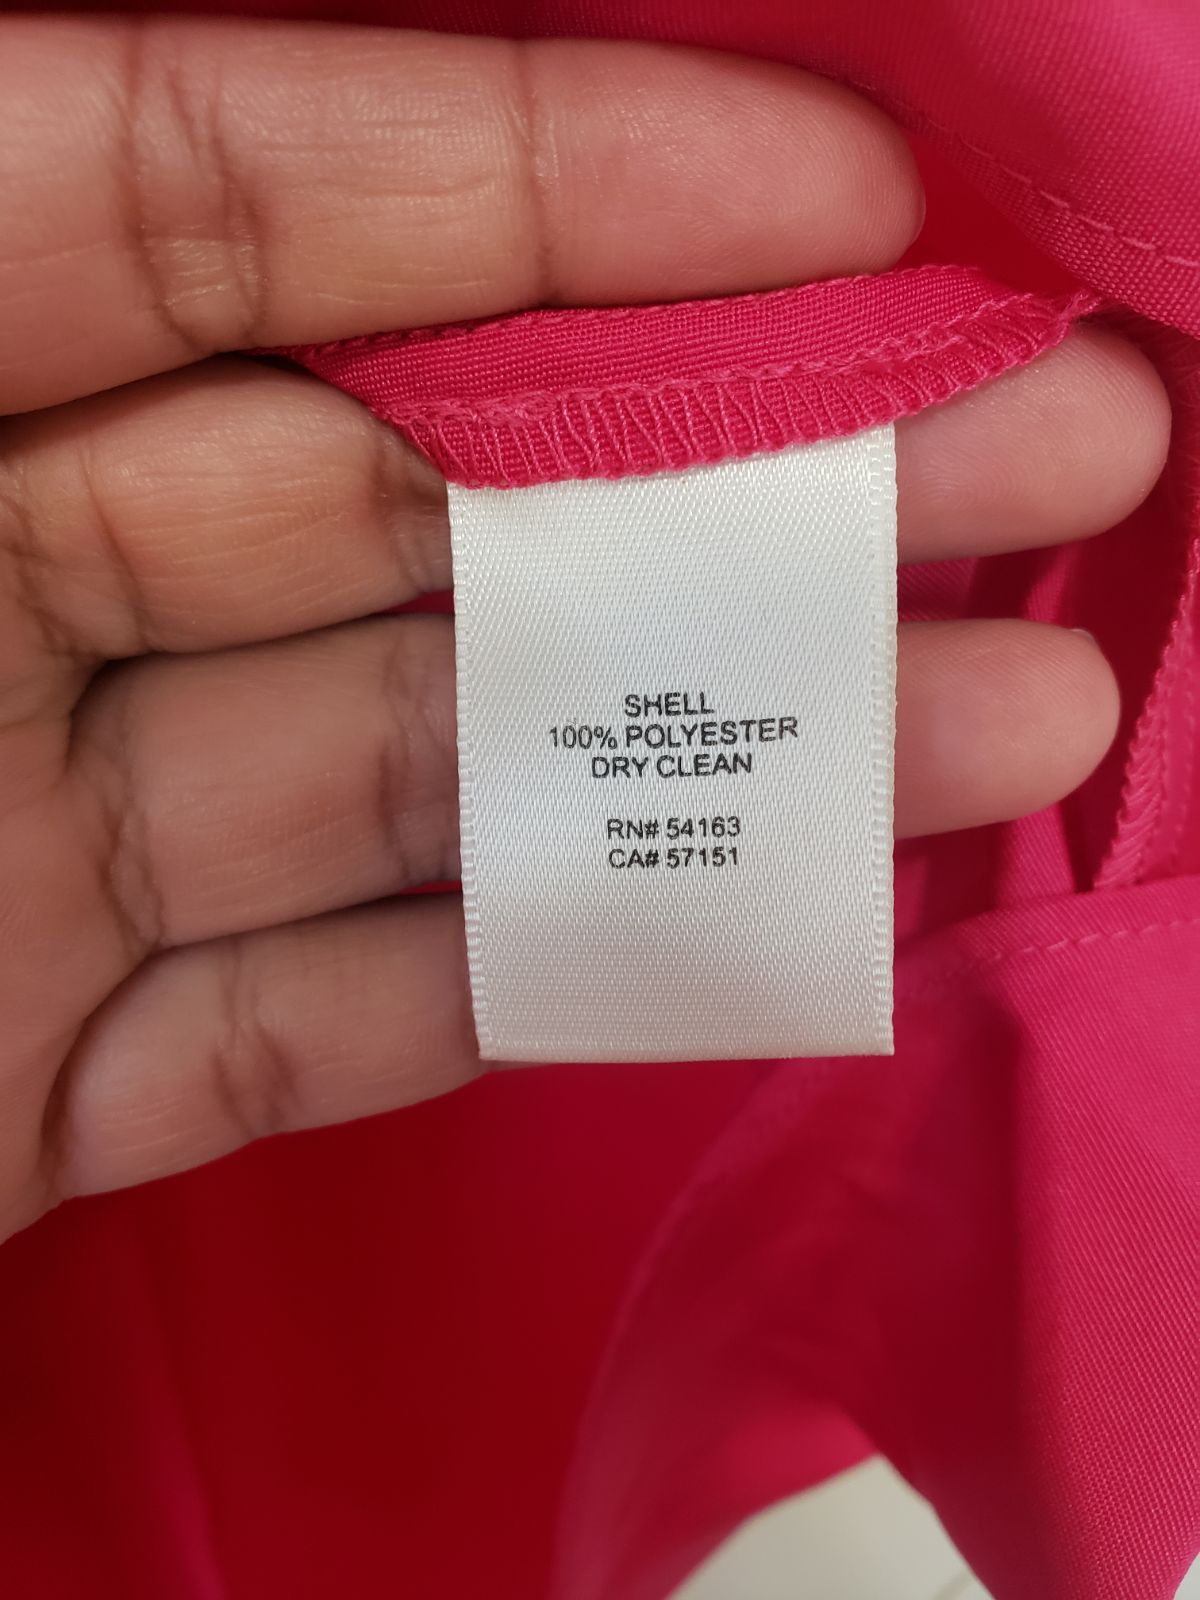 SHELL
100% POLYESTER
DRY CLEAN
RN# 54163
CA# 57151